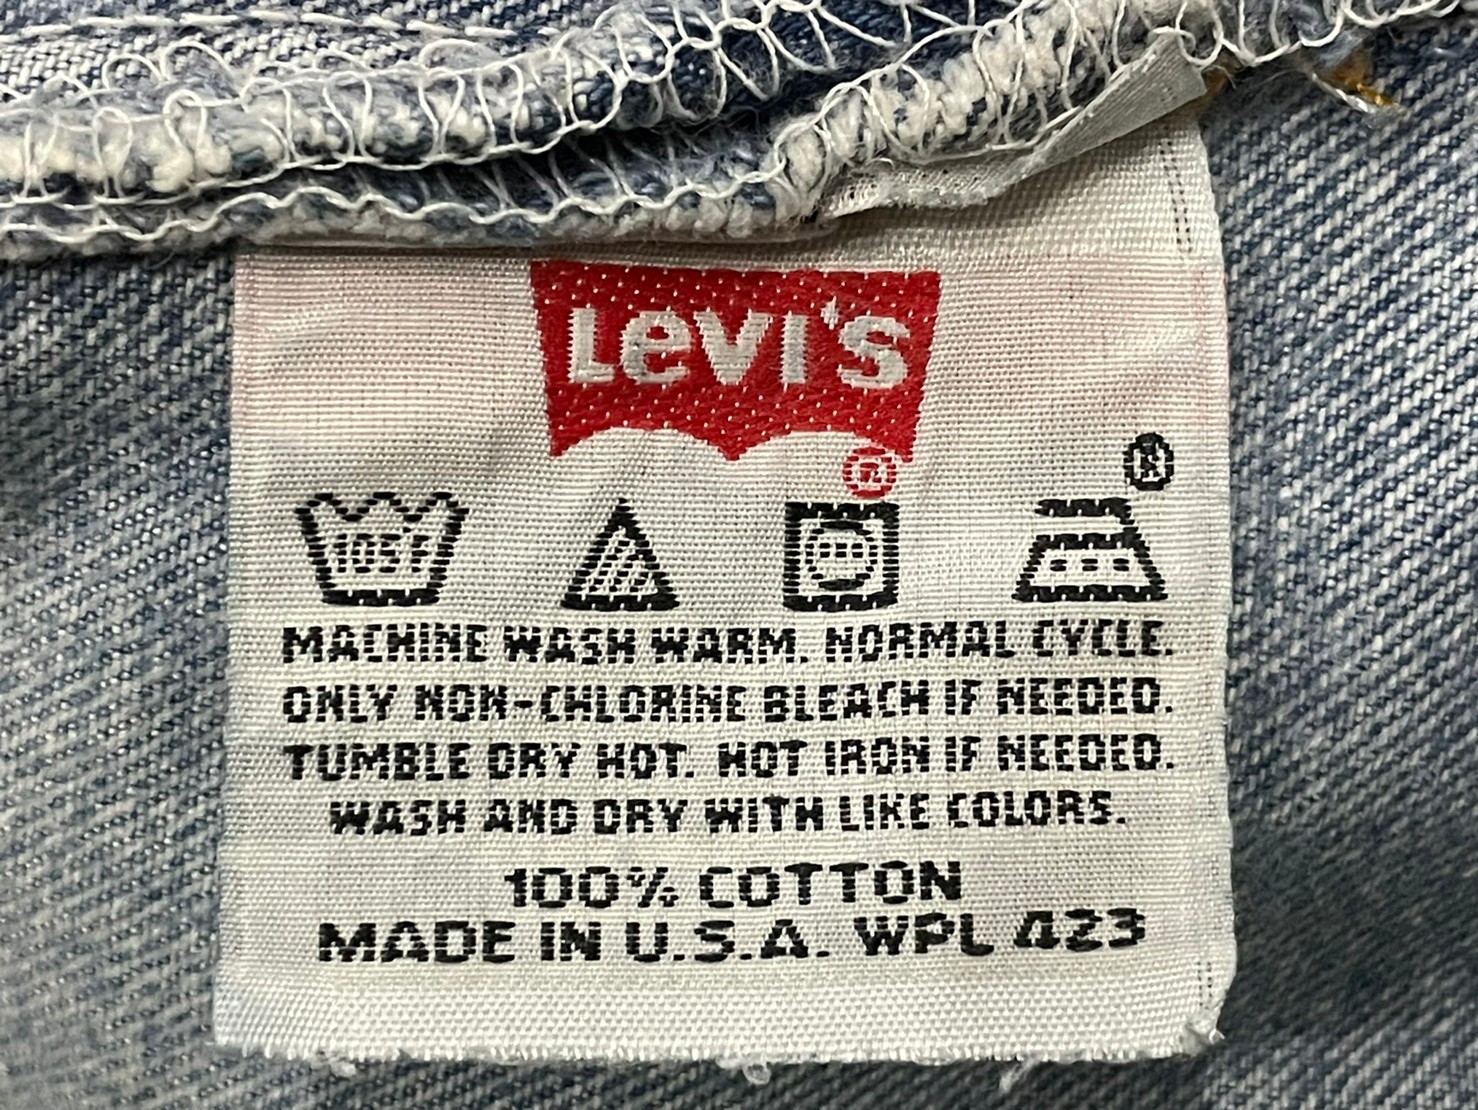 Levi's
®
®
105F
MACHINE WASH WARM. NORMAL CYCLE.
ONLY NON-CHLORINE BLEACH IF NEEDED.
TUMBLE DRY HOT. HOT IRON IF NEEDED.
WASH AND DRY WITH LIKE COLORS.
100% COTTON
MADE IN U.S.A. WPL 423